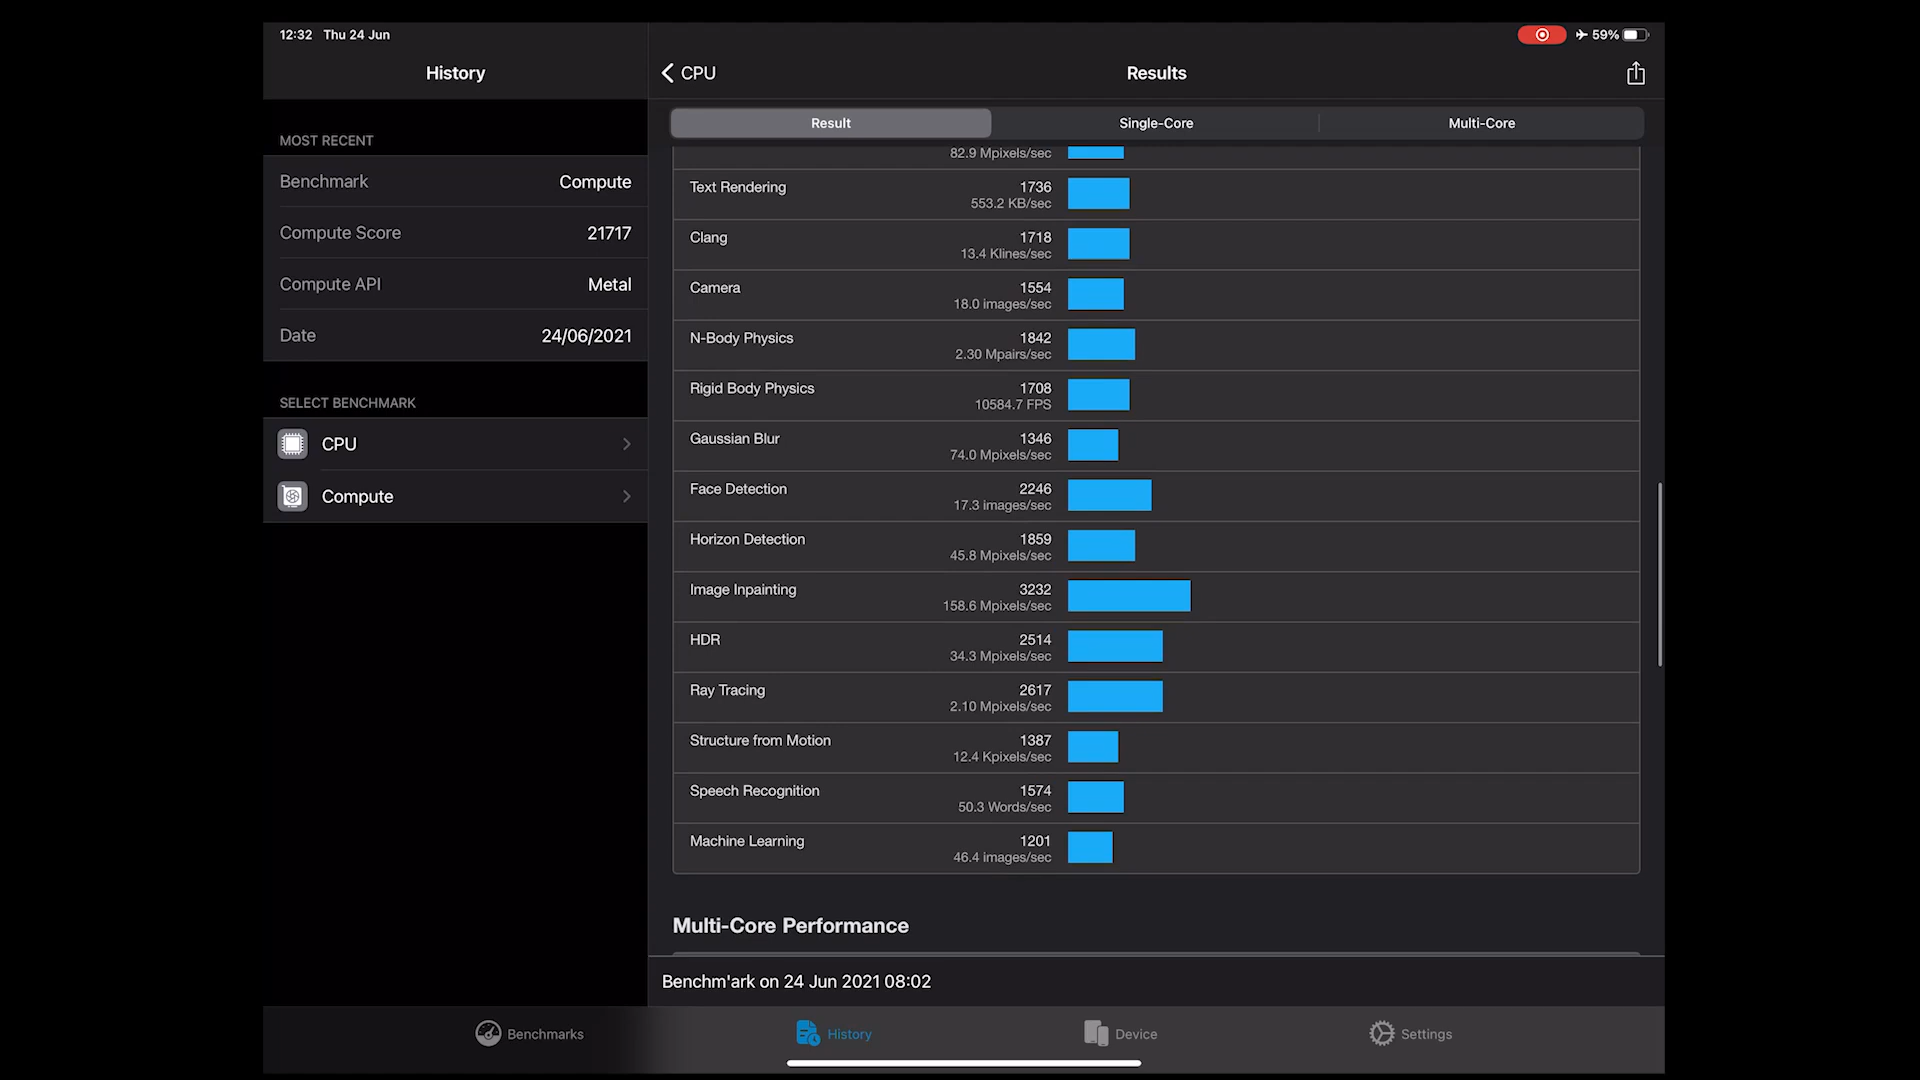 12:32 Thu 24 Jun
59%
History
CPU
Results
Result
Single-Core
Multi-Core
MOST RECENT
Benchmark Compute
Compute Score 21717
Compute API Metal
Date 24/06/2021
SELECT BENCHMARK
CPU
Compute
82.9 Mpixels/sec
Text Rendering 1736
553.2 KB/sec
Clang 1718
13.4 Klines/sec
Camera 1554
18.0 images/sec
N-Body Physics 1842
2.30 Mpairs/sec
Rigid Body Physics 1708
10584.7 FPS
Gaussian Blur 1346
74.0 Mpixels/sec
Face Detection 2246
17.3 images/sec
Horizon Detection 1859
45.8 Mpixels/sec
Image Inpainting 3232
158.6 Mpixels/sec
HDR 2514
34.3 Mpixels/sec
Ray Tracing 2617
2.10 Mpixels/sec
Structure from Motion 1387
12.4 Kpixels/sec
Speech Recognition 1574
50.3 Words/sec
Machine Learning 1201
46.4 images/sec
Multi-Core Performance
Benchm'ark on 24 Jun 2021 08:02
Benchmarks
History
Device
Settings